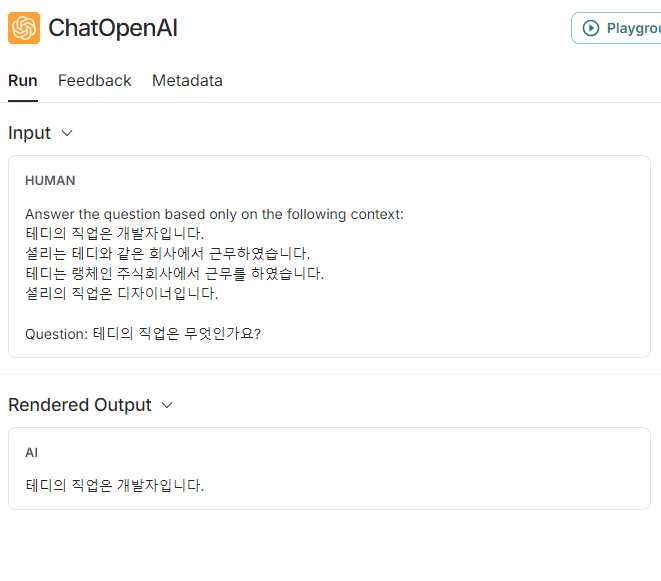 ChatOpenAI
Run Feedback Metadata
Input
HUMAN
Answer the question based only on the following context:
테디의 직업은 개발자입니다.
셜리는 테디와 같은 회사에서 근무하였습니다.
테디는 랭체인 주식회사에서 근무를 하였습니다.
셜리의 직업은 디자이너입니다.
Question: 테디의 직업은 무엇인가요?
Rendered Output
AI
테디의 직업은 개발자입니다.